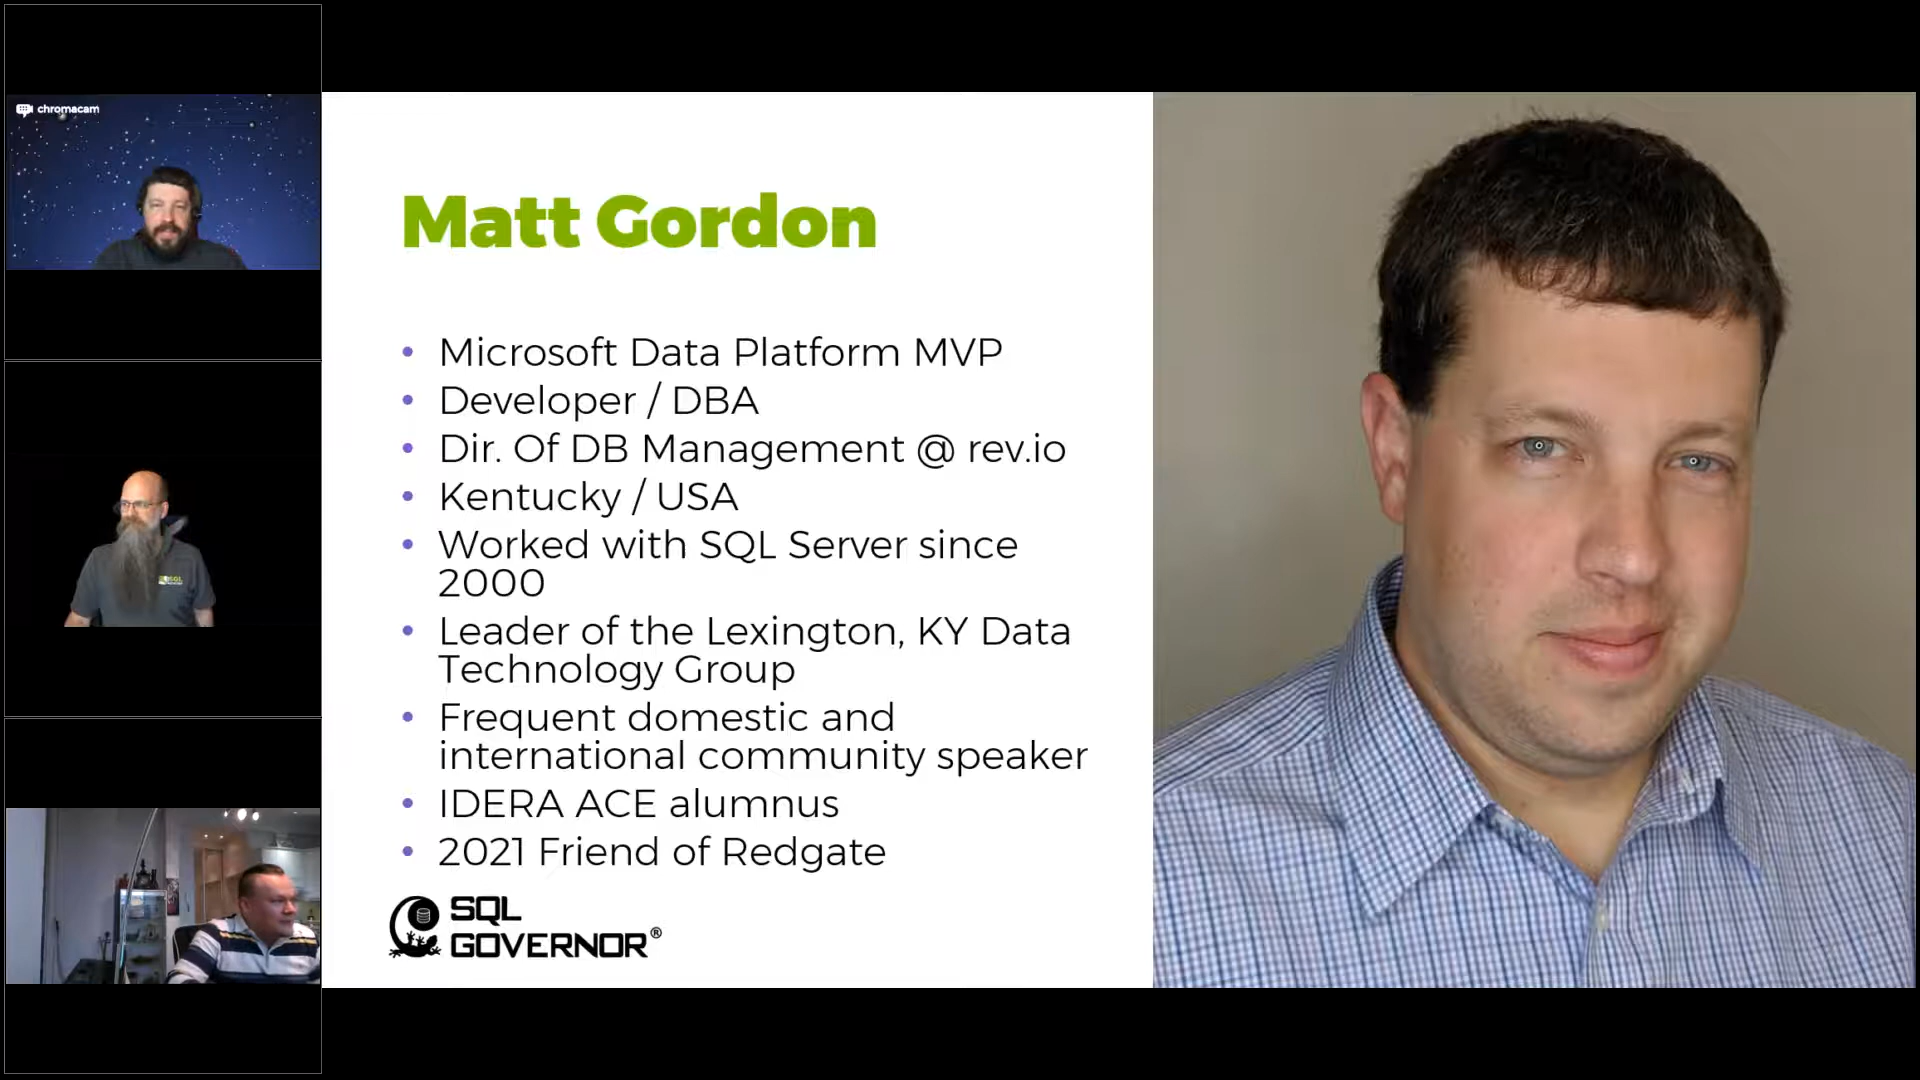 chromacam
Matt Gordon
• Microsoft Data Platform MVP
• Developer / DBA
• Dir. Of DB Management @ rev.io
• Kentucky / USA
• Worked with SQL Server since
2000
• Leader of the Lexington, KY Data
Technology Group
• Frequent domestic and
international community speaker
• IDERA ACE alumnus
• 2021 Friend of Redgate
SQL
GOVERNOR®
SQL